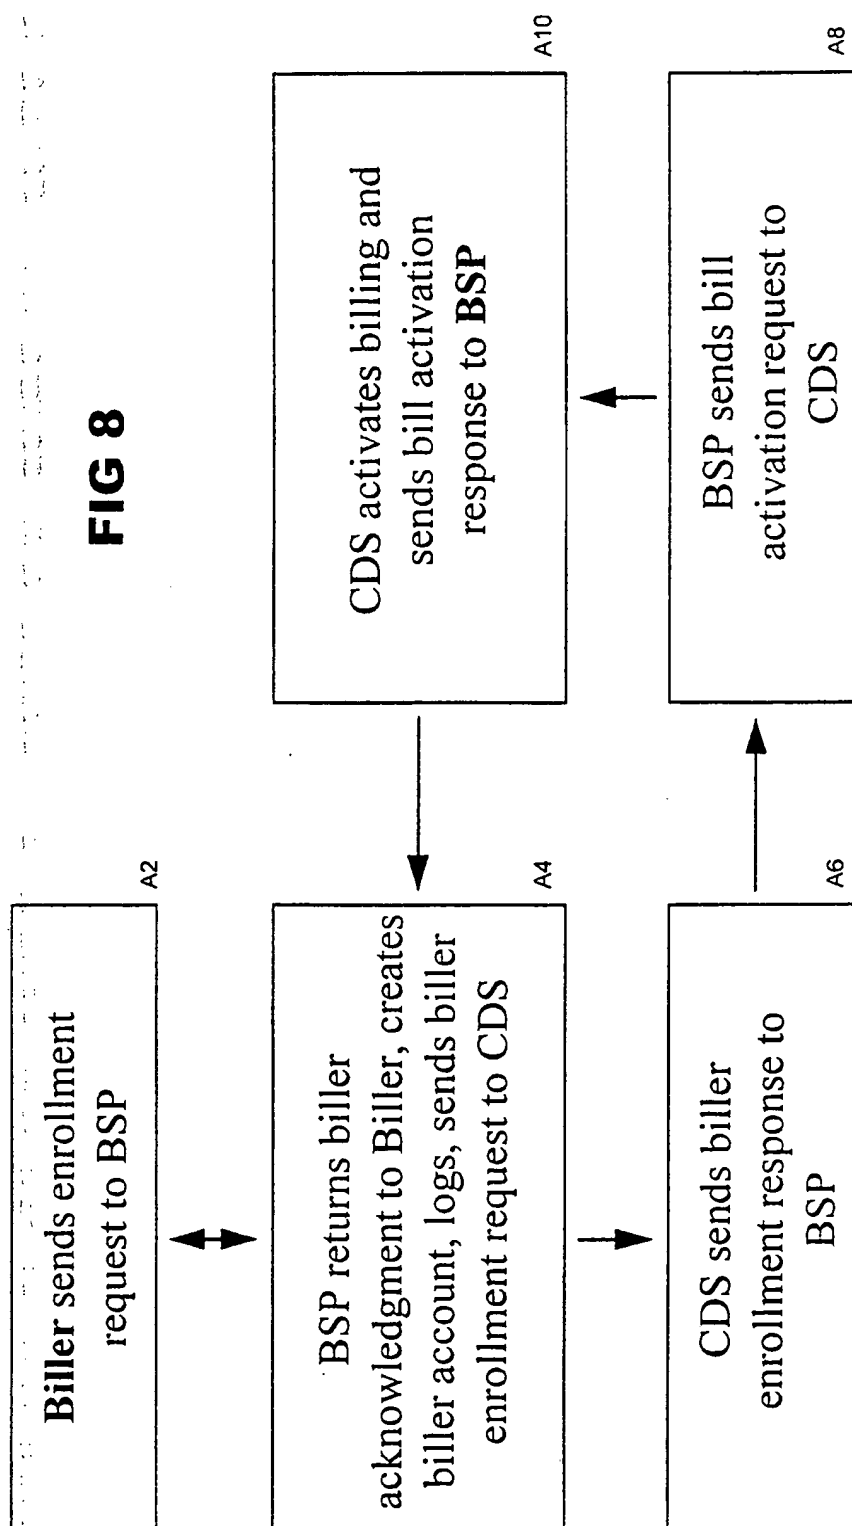 FIG 8
Biller sends enrollment
request to BSP
A2
BSP returns biller
acknowledgment to Biller, creates
biller account, logs, sends biller
enrollment request to CDS
A4
CDS sends biller
enrollment response to
BSP
A6
BSP sends bill
activation request to
CDS
A8
CDS activates billing and
sends bill activation
response to BSP
A10